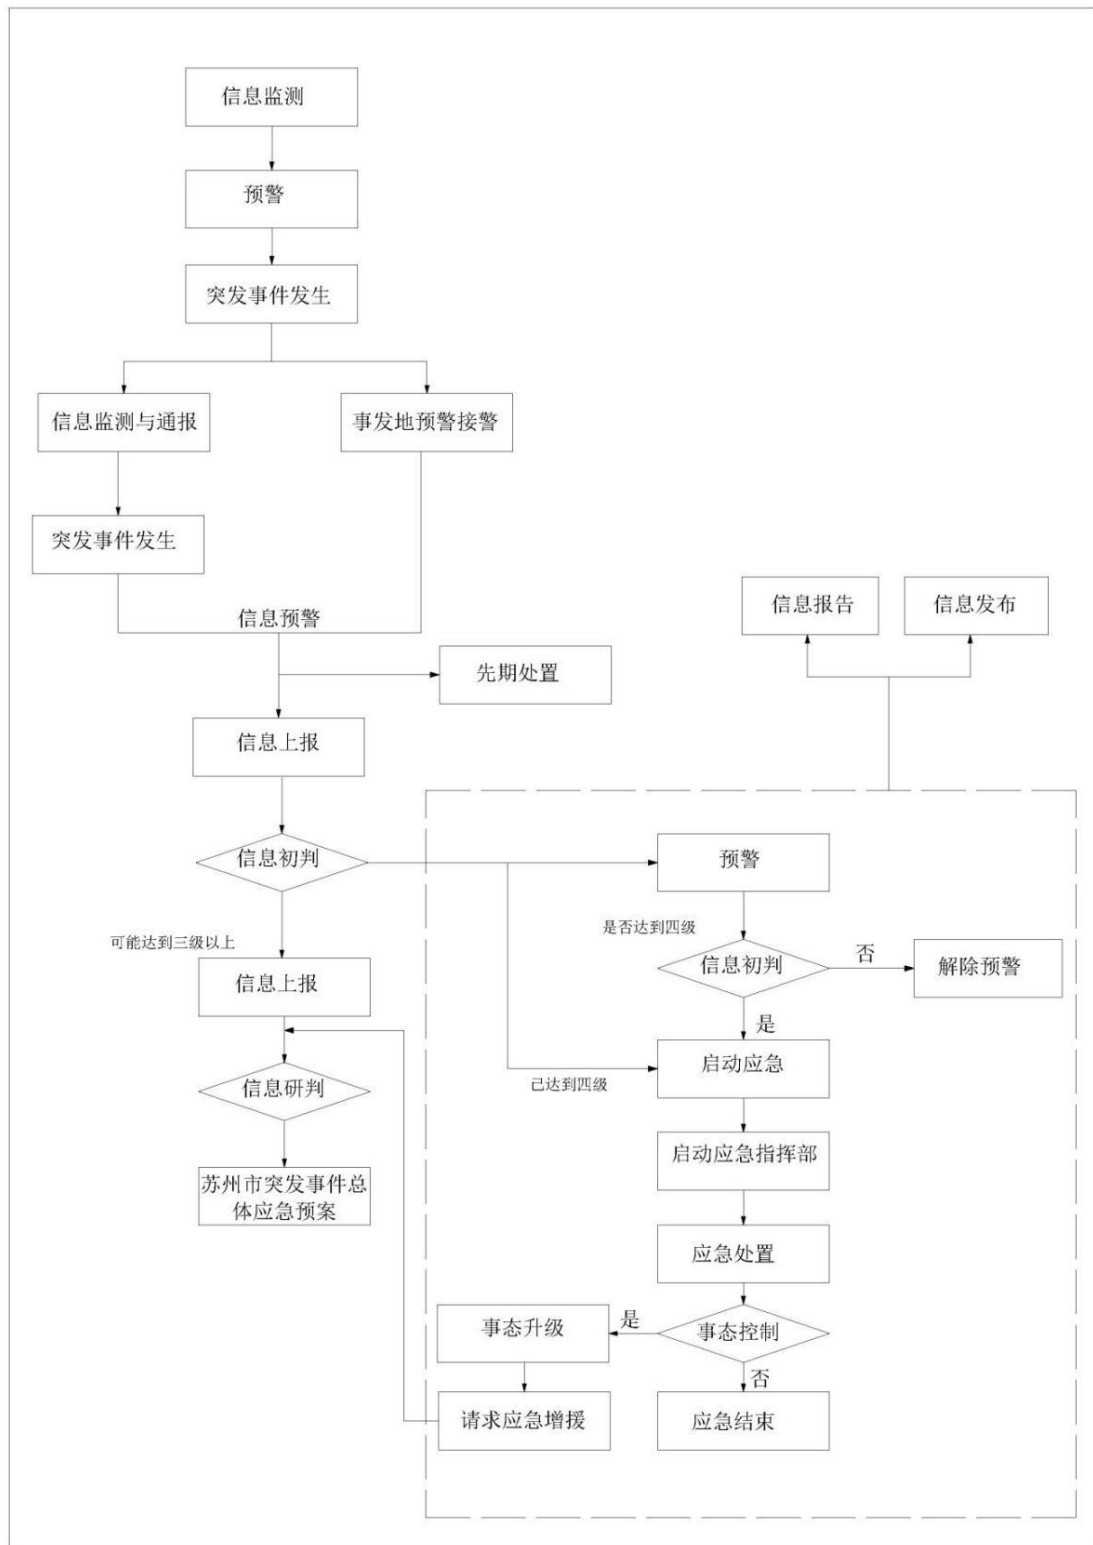 信息监测
预警
突发事件发生
信息监测与通报
事发地预警接警
突发事件发生
信息预警
信息报告
信息发布
先期处置
信息上报
信息初判
预警
可能达到三级以上
是否达到四级
信息初判
否
解除预警
信息上报
是
启动应急
已达到四级
信息研判
启动应急指挥部
苏州市突发事件总
体应急预案
应急处置
事态升级
是
事态控制
否
请求应急增援
应急结束